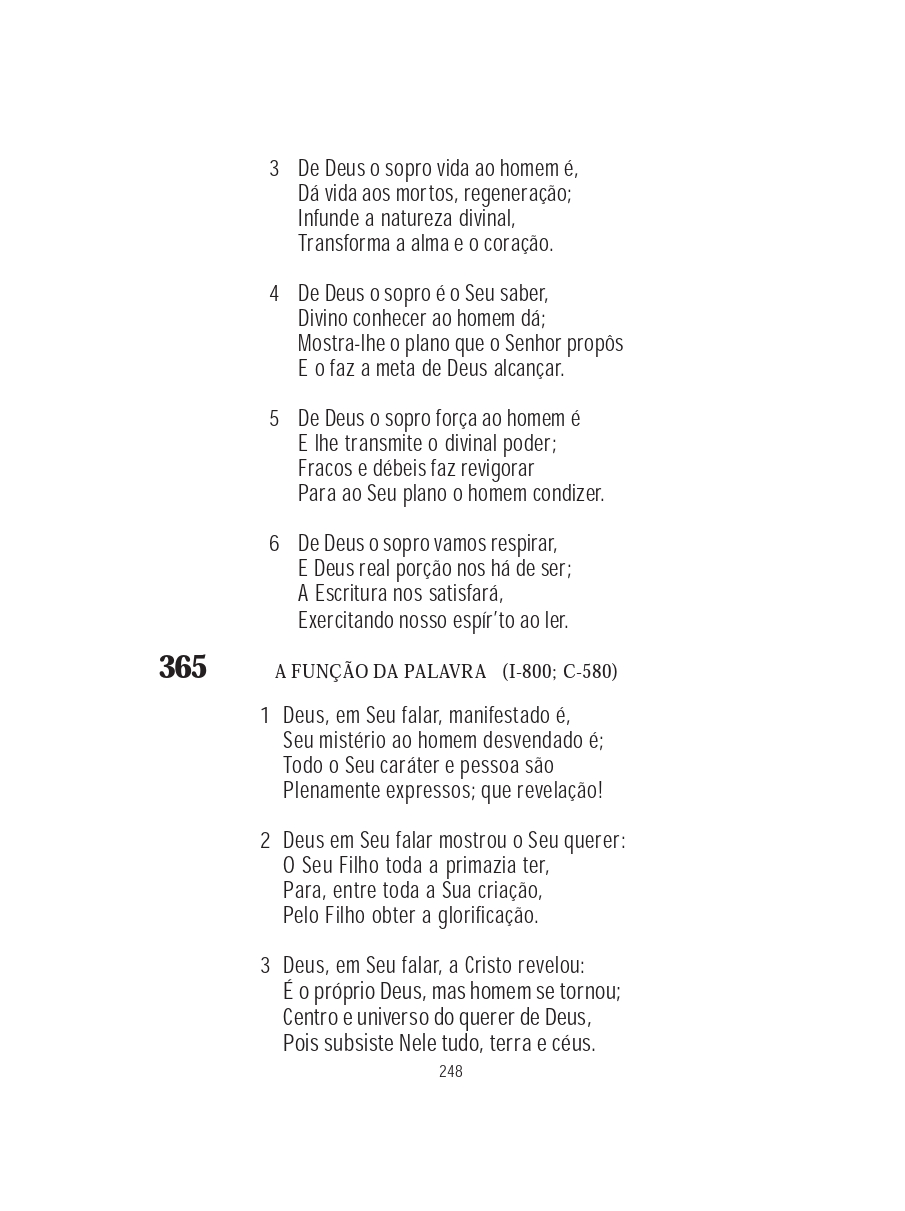 3 De Deus o sopro vida ao homem é,
Dá vida aos mortos, regeneração;
Infunde a natureza divinal,
Transforma a alma e o coração.
4 De Deus o sopro é o Seu saber,
Divino conhecer ao homem dá;
Mostra-lhe o plano que o Senhor propôs
E o faz a meta de Deus alcançar.
5 De Deus o sopro força ao homem é
E lhe transmite o divinal poder;
Fracos e débeis faz revigorar
Para ao Seu plano o homem condizer.
6 De Deus o sopro vamos respirar,
E Deus real porção nos há de ser;
A Escritura nos satisfará,
Exercitando nosso espír’to ao ler.
365 A FUNÇÃO DA PALAVRA (I-800; C-580)
1 Deus, em Seu falar, manifestado é,
Seu mistério ao homem desvendado é;
Todo o Seu caráter e pessoa são
Plenamente expressos; que revelação!
2 Deus em Seu falar mostrou o Seu querer:
O Seu Filho toda a primazia ter,
Para, entre toda a Sua criação,
Pelo Filho obter a glorificação.
3 Deus, em Seu falar, a Cristo revelou:
É o próprio Deus, mas homem se tornou;
Centro e universo do querer de Deus,
Pois subsiste Nele tudo, terra e céus.
248